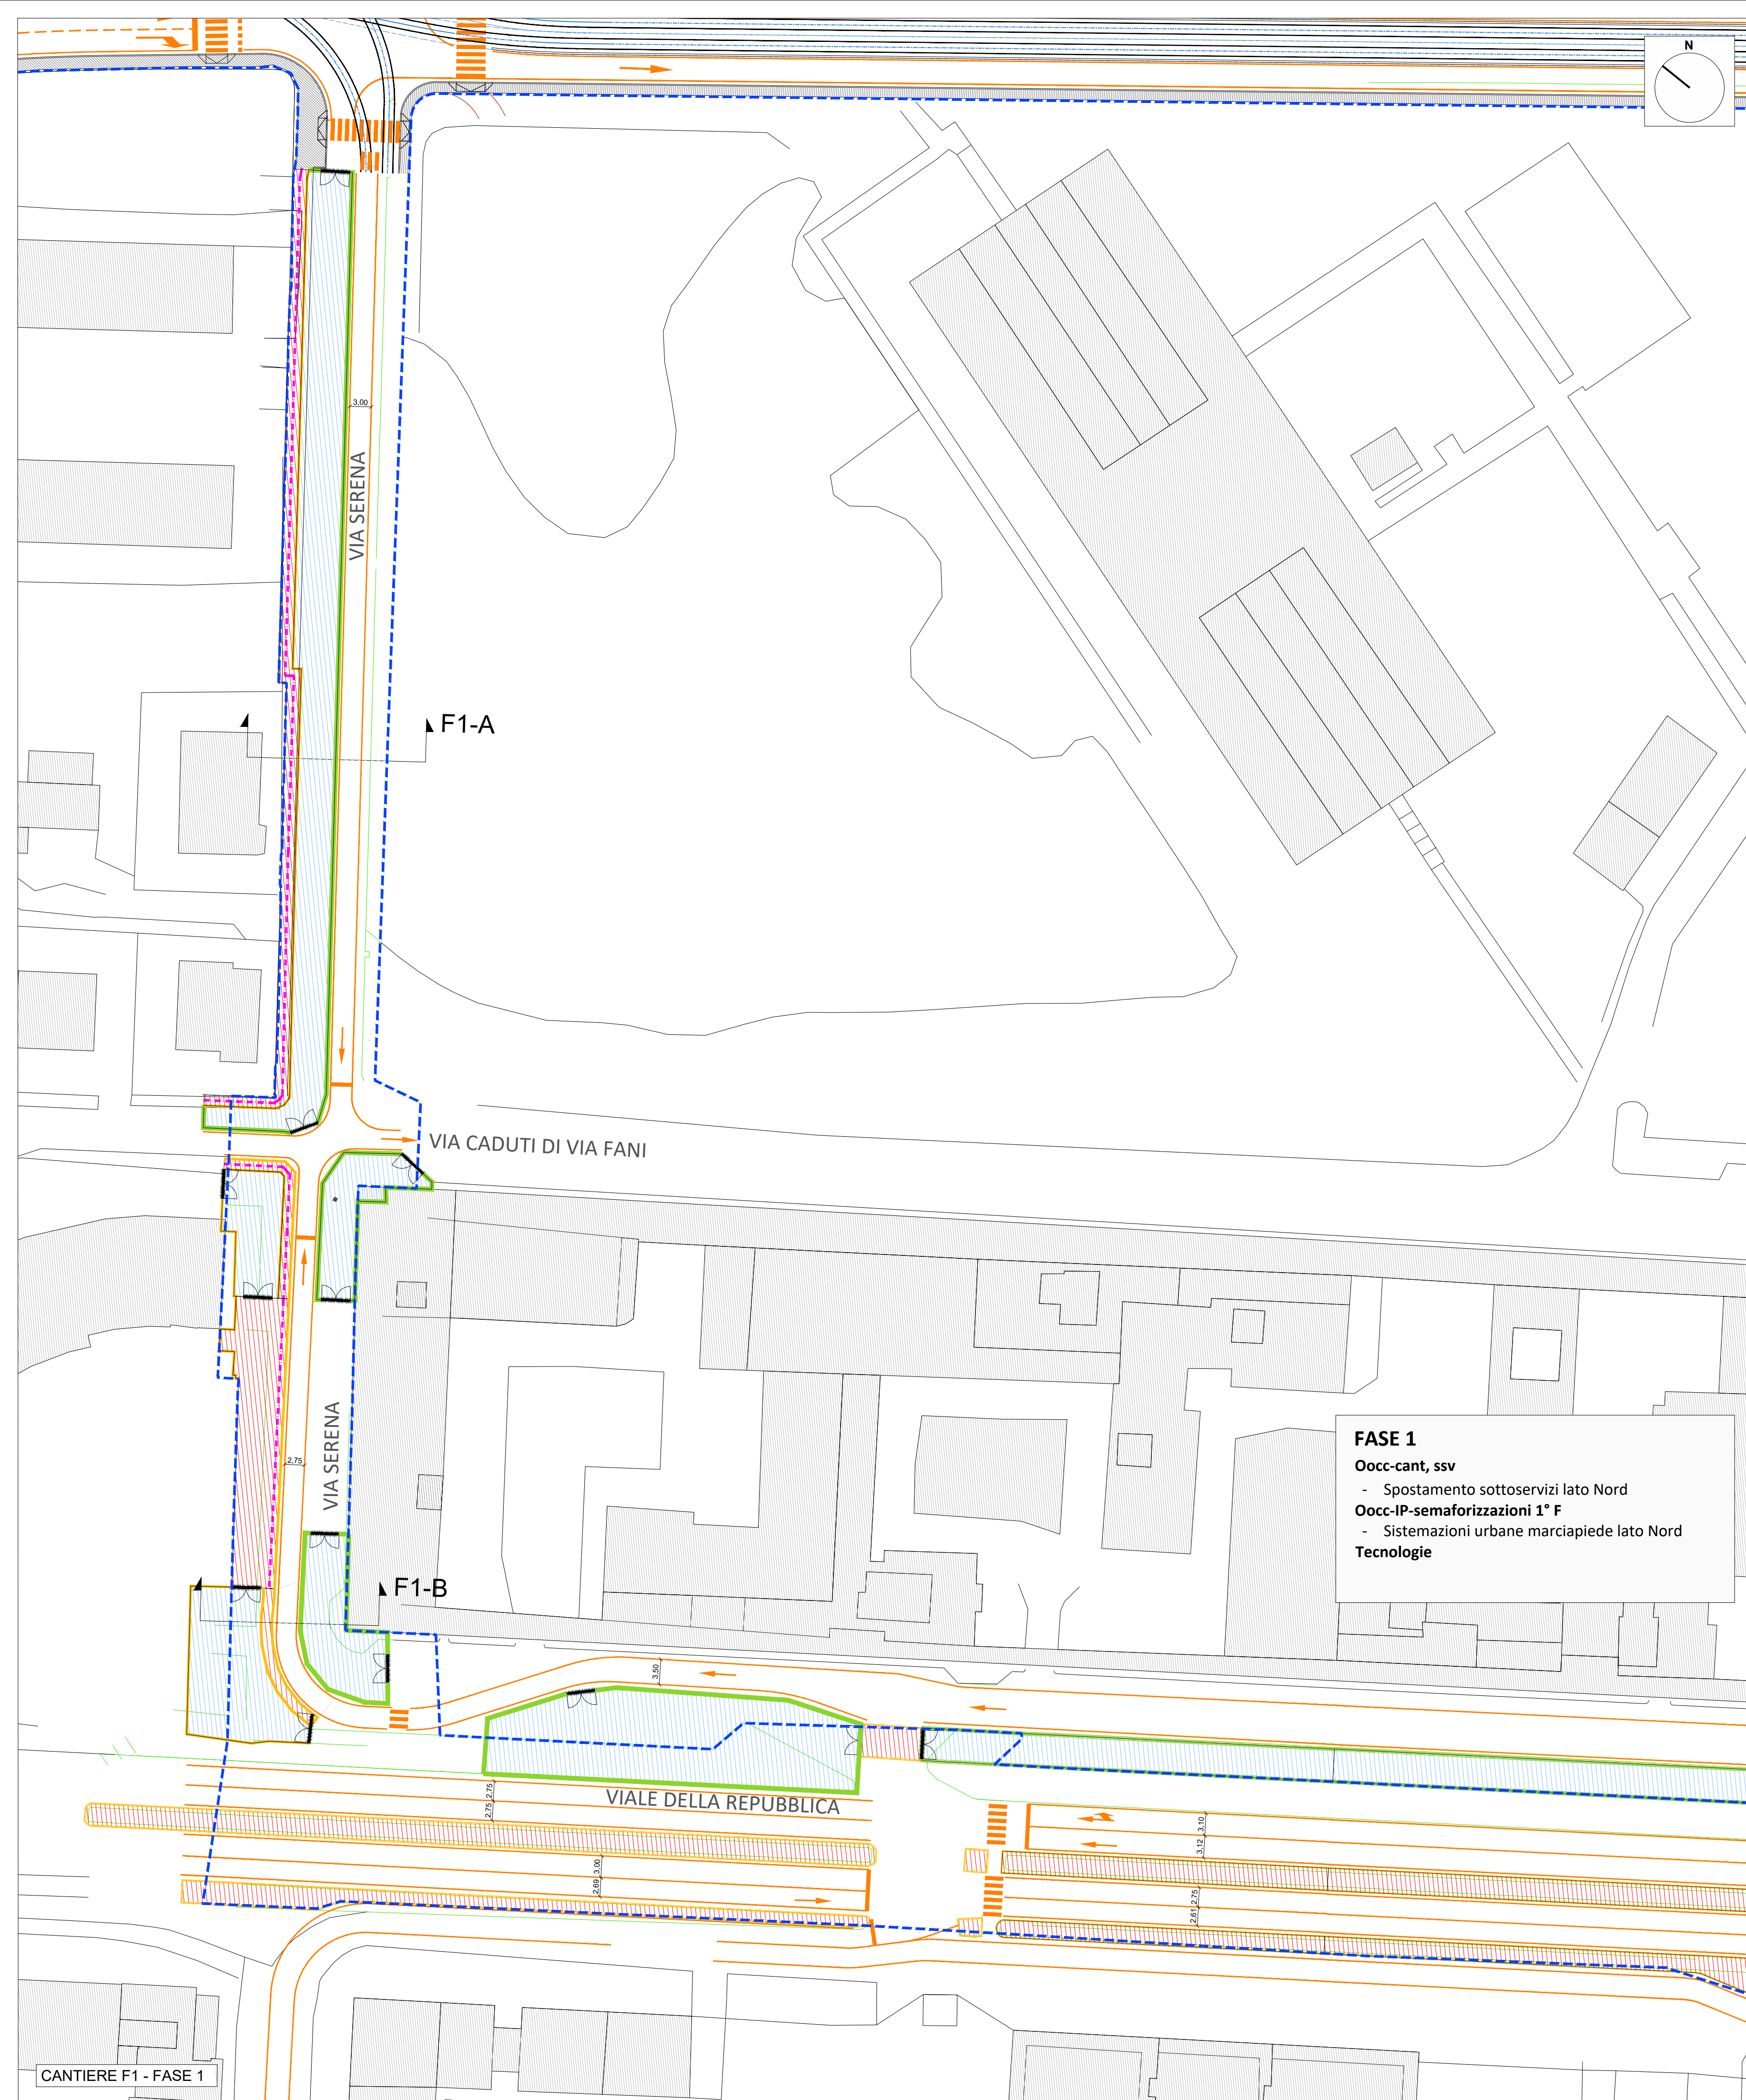 N
3,00
VIA SERENA
F1-A
VIA CADUTI DI VIA FANI
2,75
VIA SERENA
FASE 1
Oocc-cant, ssv
- Spostamento sottoservizi lato Nord
Oocc-IP-semaforizzazioni 1° F
- Sistemazioni urbane marciapiede lato Nord
Tecnologie
F1-B
3,50
2,75
2,75
VIALE DELLA REPUBBLICA
3,10
3,12
3,00
2,69
2,75
2,61
CANTIERE F1 - FASE 1